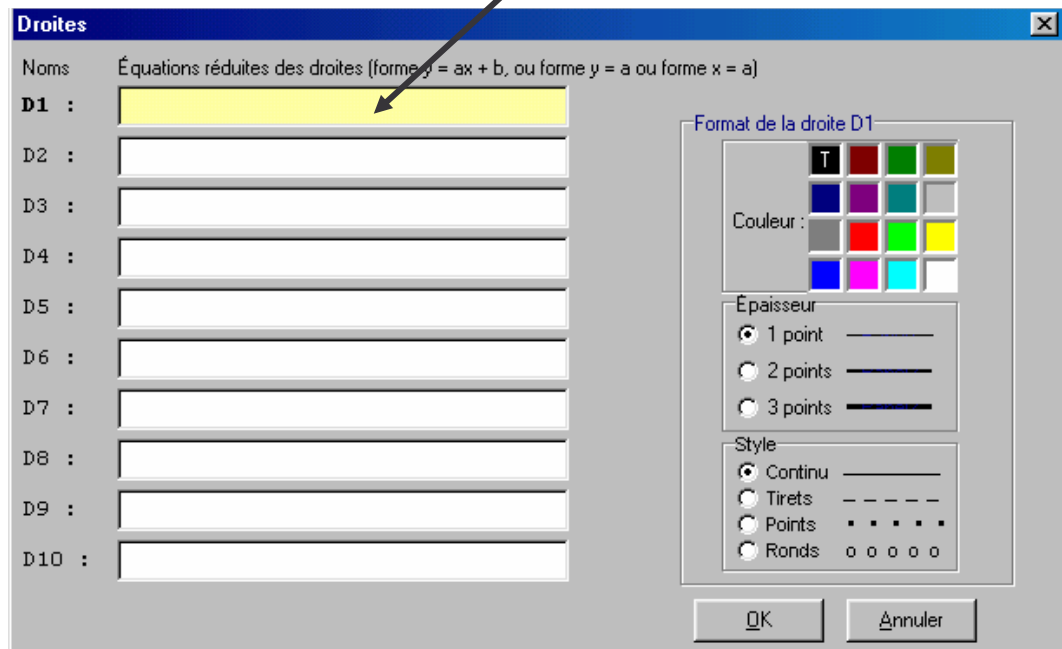 Droites
Noms Équations réduites des droites (forme y = ax + b, ou forme y = a ou forme x = a)
D1 :
D2 :
D3 :
D4 :
D5 :
D6 :
D7 :
D8 :
D9 :
D10 :
Format de la droite D1
T
Couleur :
Épaisseur
1 point
2 points
3 points
Style
Continu
Tirets
Points
Ronds
OK Annuler